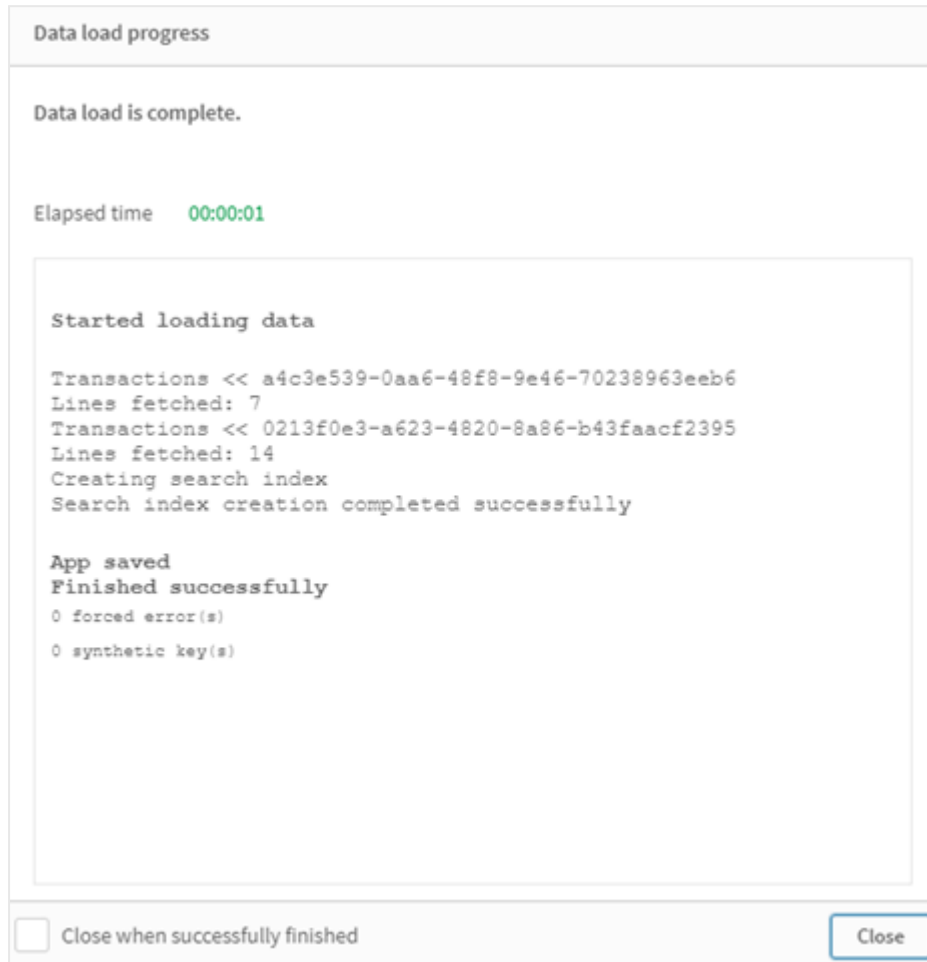 Data load progress
Data load is complete.
Elapsed time 00:00:01
Started loading data
Transactions << a4c3e539-0aa6-48f8-9e46-70238963eeb6
Lines fetched: 7
Transactions << 0213f0e3-a623-4820-8a86-b43faacf2395
Lines fetched: 14
Creating search index
Search index creation completed successfully
App saved
Finished successfully
0 forced error(s)
0 synthetic key(s)
Close when successfully finished Close